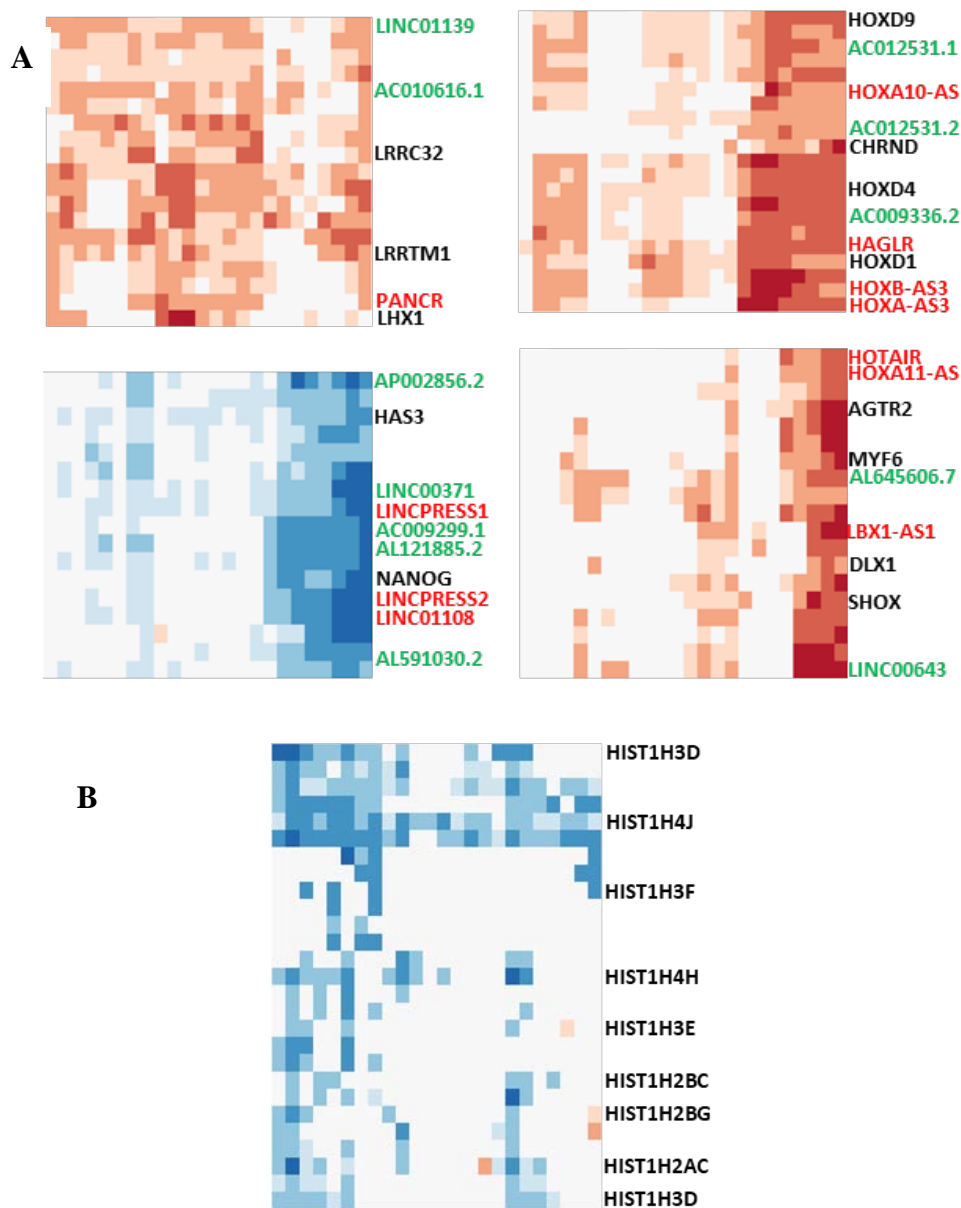 A
LINC01139
AC010616.1
LRRC32
LRRTM1
PANCR
LHX1
HOXD9
AC012531.1
HOXA10-AS
AC012531.2
CHRND
HOXD4
AC009336.2
HAGLR
HOXD1
HOXB-AS3
HOXA-AS3
AP002856.2
HAS3
LINC00371
LINCPRESS1
AC009299.1
AL121885.2
NANOG
LINCPRESS2
LINC01108
AL591030.2
HOTAIR
HOXA11-AS
AGTR2
MYF6
AL645606.7
LBX1-AS1
DLX1
SHOX
LINC00643
B
HIST1H3D
HIST1H4J
HIST1H3F
HIST1H4H
HIST1H3E
HIST1H2BC
HIST1H2BG
HIST1H2AC
HIST1H3D